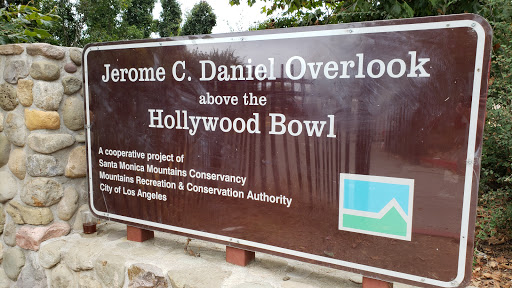 Jerome C. Daniel Overlook
above the
Hollywood Bowl
A cooperative project of
Santa Monica Mountains Conservancy
Mountains Recreation & Conservation Authority
City of Los Angeles